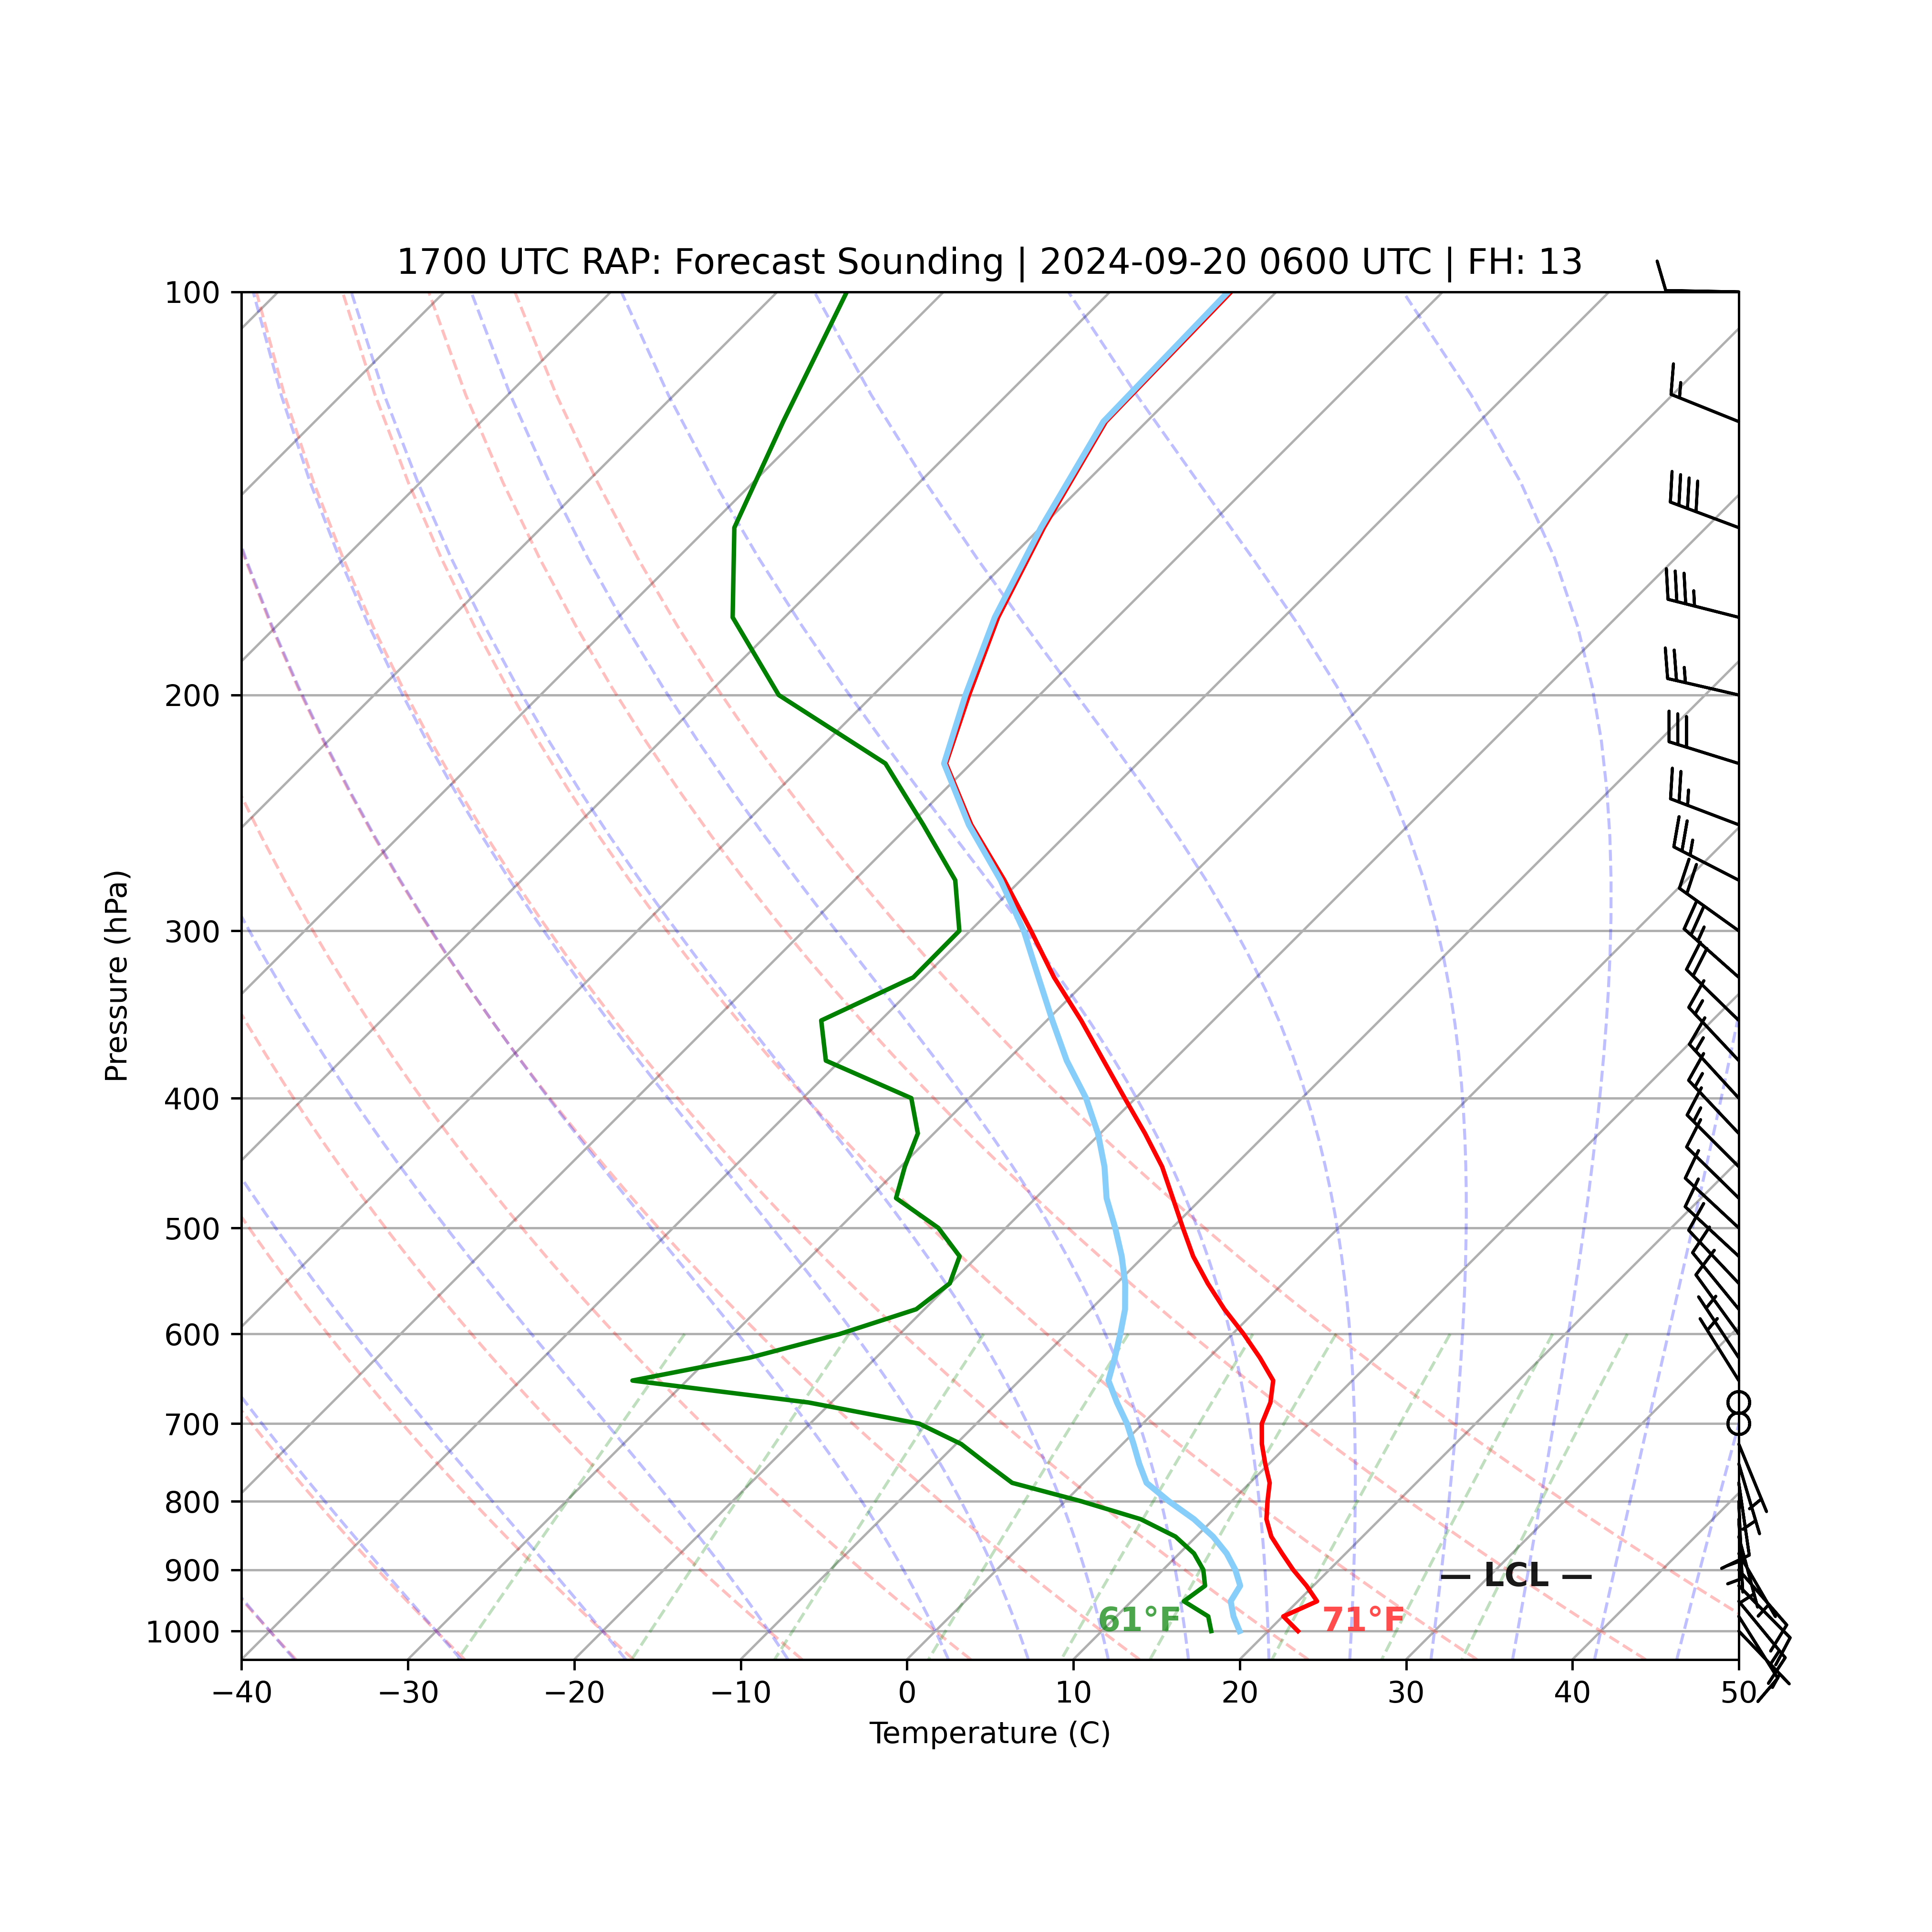 1700 UTC RAP: Forecast Sounding | 2024-09-20 0600 UTC | FH: 13
100
200
300
400
500
600
700
800
900
1000
Pressure (hPa)
— LCL —
61°F
71°F
−40 −30 −20 −10 0 10 20 30 40 50
Temperature (C)